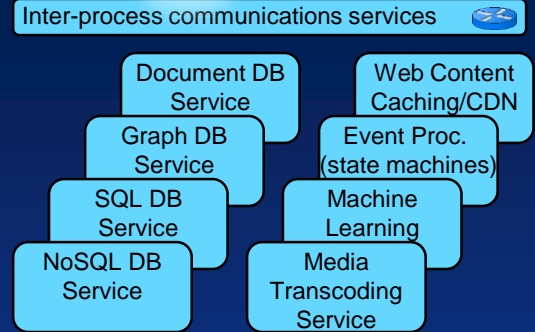 Inter-process communications services
Document DB
Service
Web Content
Caching/CDN
Graph DB
Service
Event Proc.
(state machines)
SQL DB
Service
Machine
Learning
NoSQL DB
Service
Media
Transcoding
Service